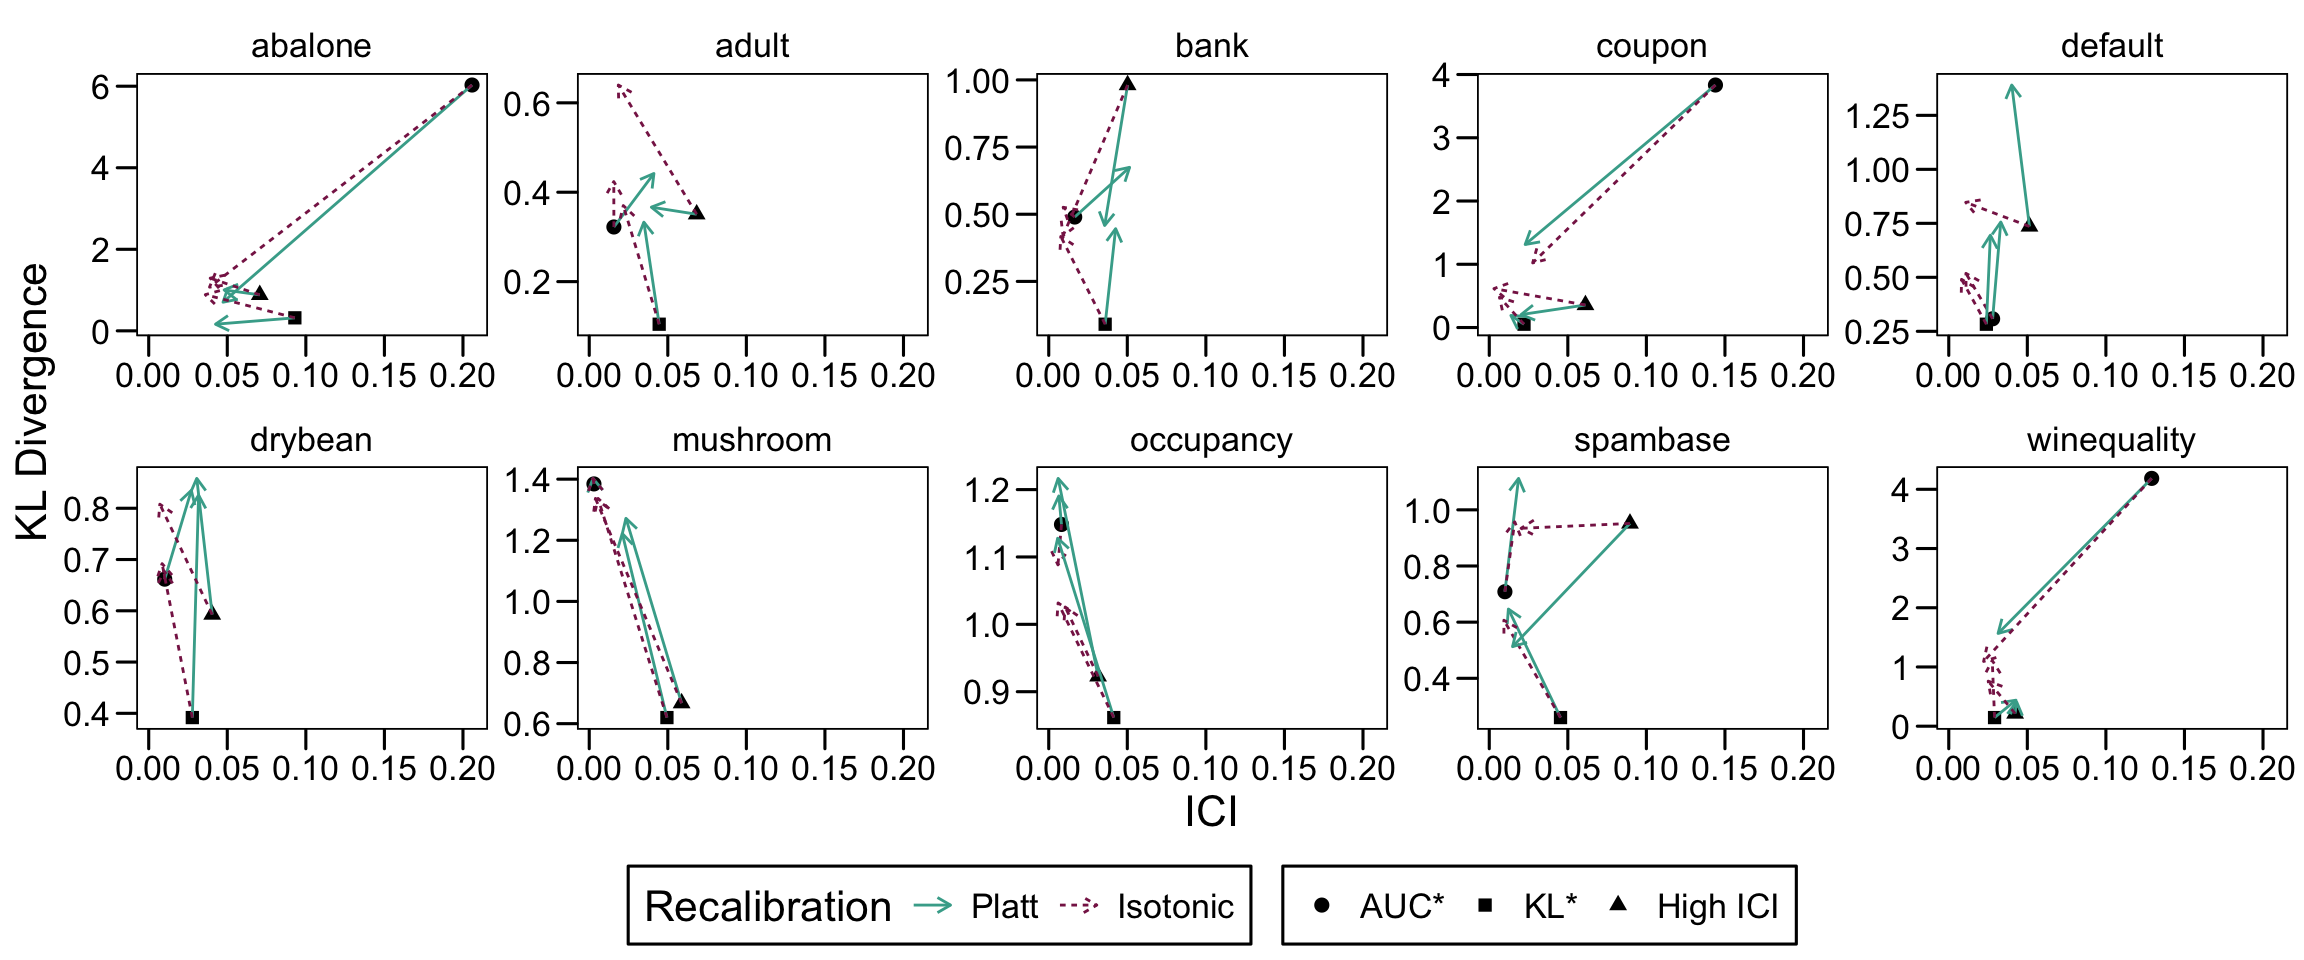 abalone adult bank coupon default
6 4 2 0
0.6 0.4 0.2
1.00 0.75 0.50 0.25
4 3 2 1 0
1.25 1.00 0.75 0.50 0.25
0.00 0.05 0.10 0.15 0.20 0.00 0.05 0.10 0.15 0.20 0.00 0.05 0.10 0.15 0.20 0.00 0.05 0.10 0.15 0.20 0.00 0.05 0.10 0.15 0.20
KL Divergence
drybean mushroom occupancy spambase winequality
0.8 0.7 0.6 0.5 0.4
1.4 1.2 1.0 0.8 0.6
1.2 1.1 1.0 0.9
1.0 0.8 0.6 0.4
4 3 2 1 0
0.00 0.05 0.10 0.15 0.20 0.00 0.05 0.10 0.15 0.20 0.00 0.05 0.10 0.15 0.20 0.00 0.05 0.10 0.15 0.20 0.00 0.05 0.10 0.15 0.20
ICI
Recalibration Platt Isotonic AUC* KL* High ICI